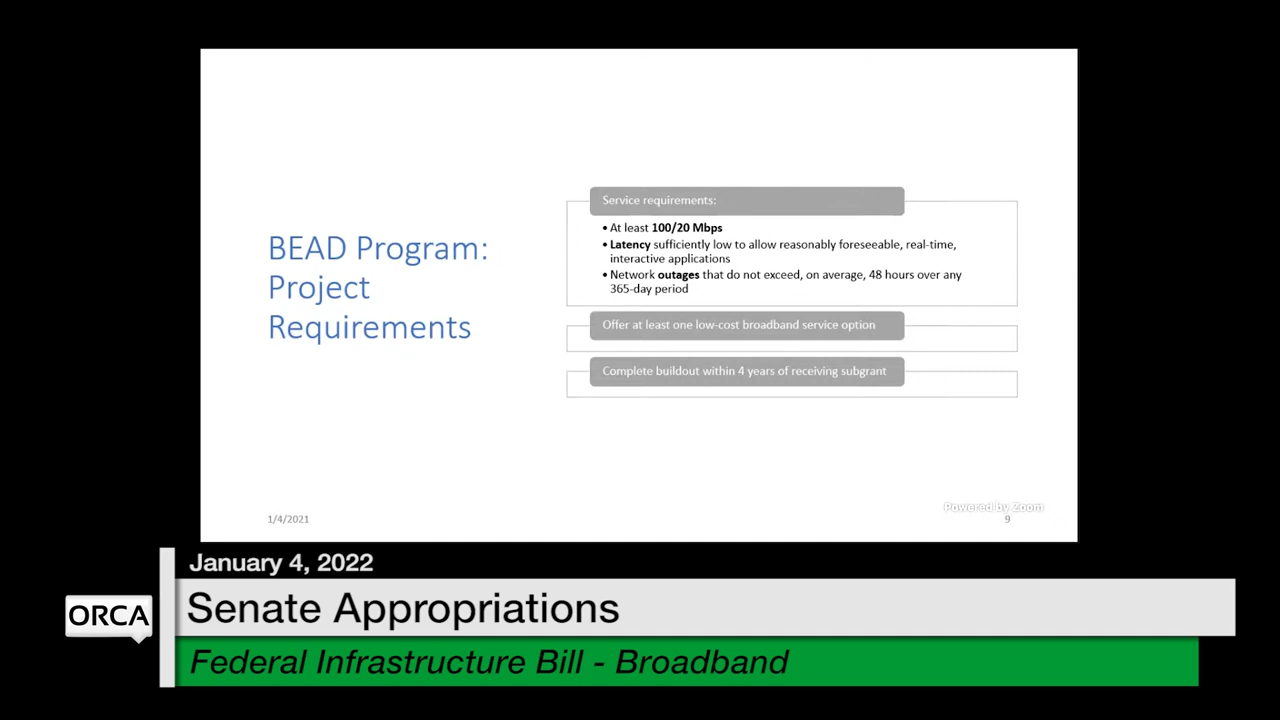 BEAD Program:
Project
Requirements
Service requirements:
• At least 100/20 Mbps
• Latency sufficiently low to allow reasonably foreseeable, real-time,
interactive applications
• Network outages that do not exceed, on average, 48 hours over any
365-day period
Offer at least one low-cost broadband service option
Complete buildout within 4 years of receiving subgrant
Powered by Zoom
1/4/2021
9
January 4, 2022
ORCA
Senate Appropriations
Federal Infrastructure Bill - Broadband